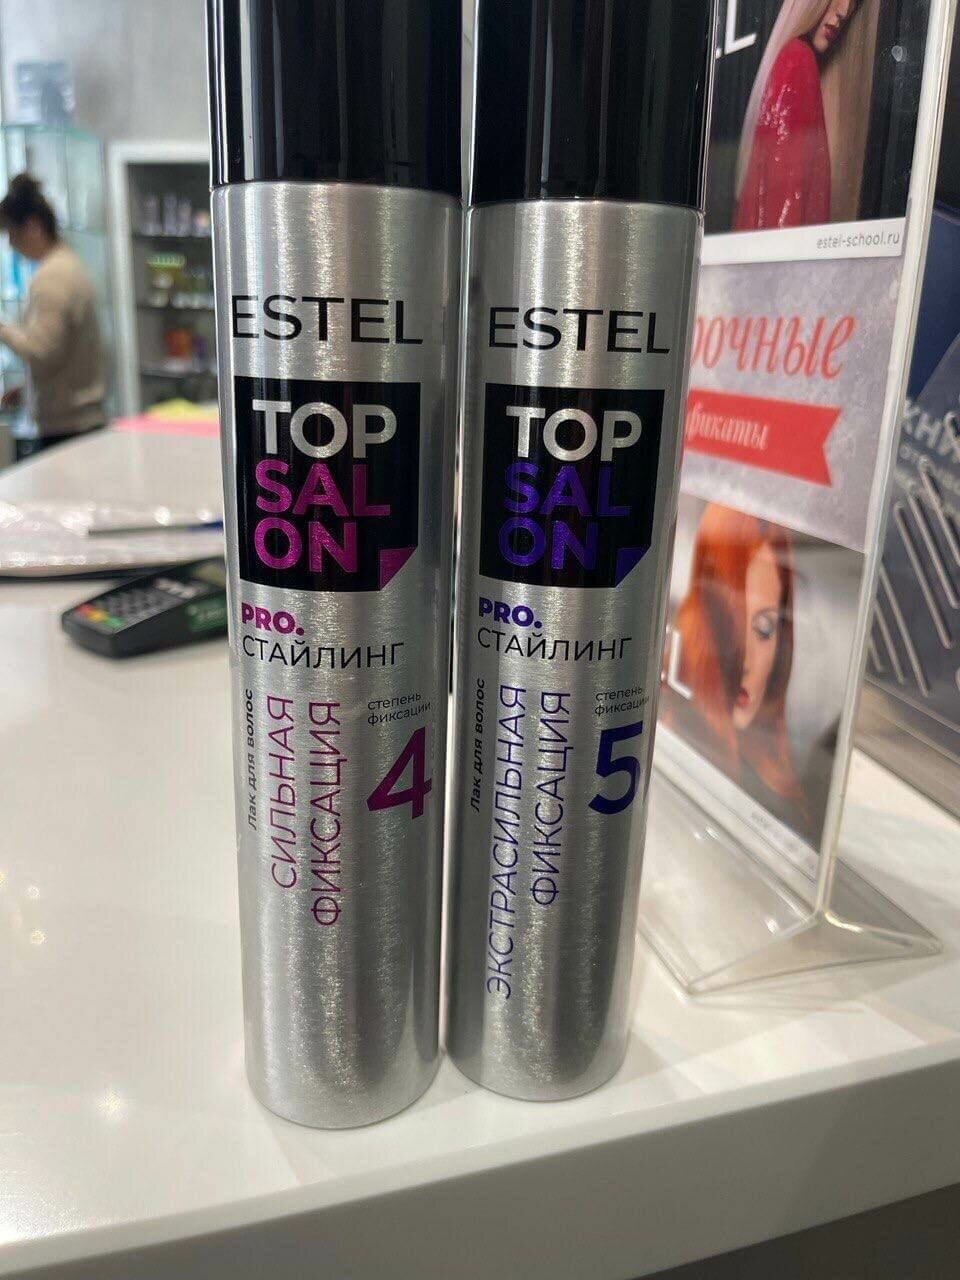 ESTEL
TOP
SAL
ON
PRO.
СТАЙЛИНГ
Лак для волос
СИЛЬНАЯ
ФИКСАЦИЯ
степень
фиксации
4
ESTEL
TOP
SAL
ON
PRO.
СТАЙЛИНГ
Лак для волос
ЭКСТРАСИЛЬНАЯ
ФИКСАЦИЯ
степень
фиксации
5
estel-school.ru